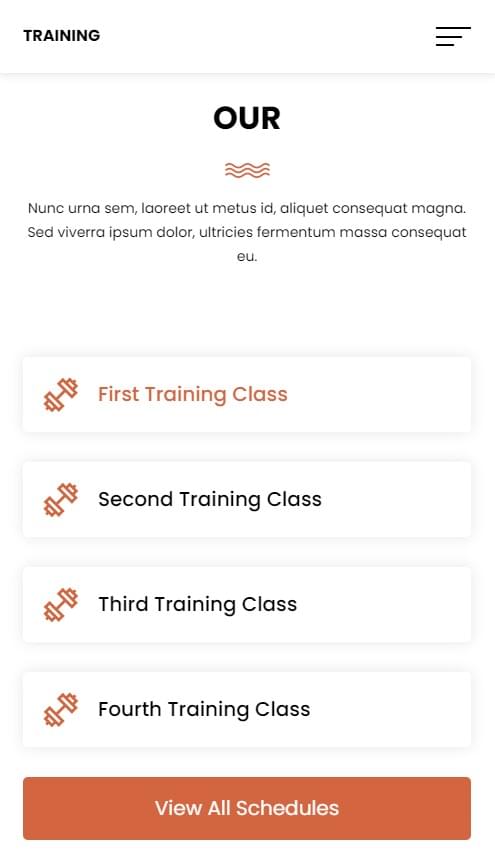 TRAINING
OUR
Nunc urna sem, laoreet ut metus id, aliquet consequat magna.
Sed viverra ipsum dolor, ultricies fermentum massa consequat
eu.
First Training Class
Second Training Class
Third Training Class
Fourth Training Class
View All Schedules